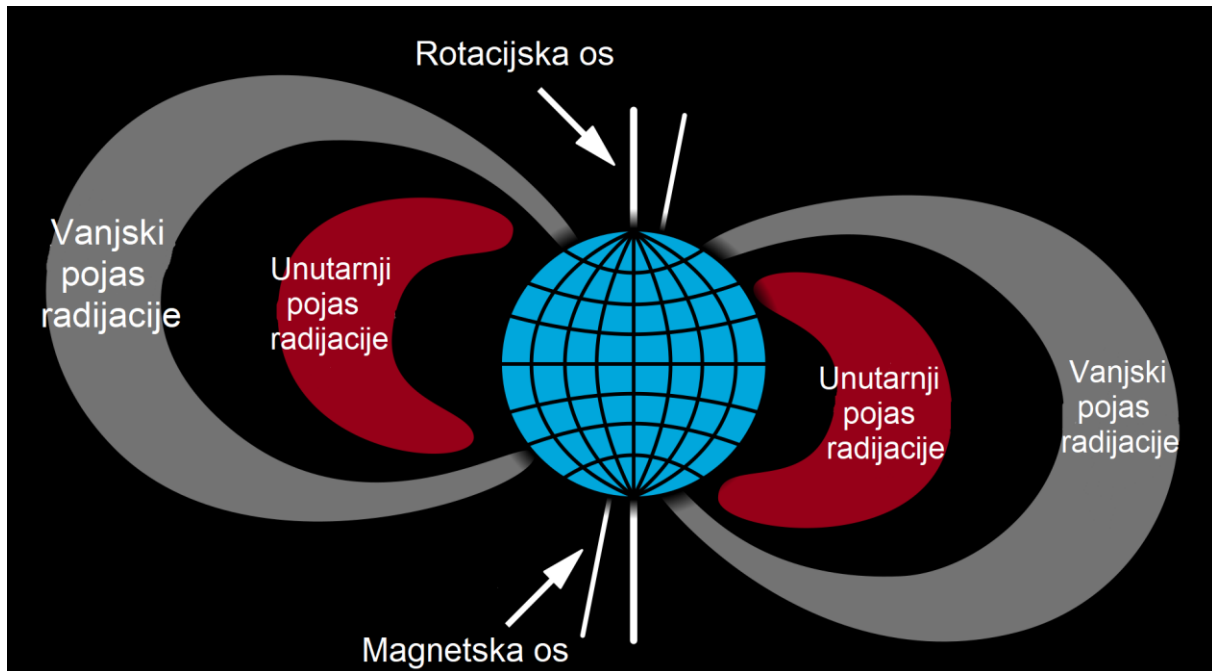 Rotacijska os
Vanjski
pojas
radijacije
Unutarnji
pojas
radijacije
Unutarnji
pojas
radijacije
Vanjski
pojas
radijacije
Magnetska os